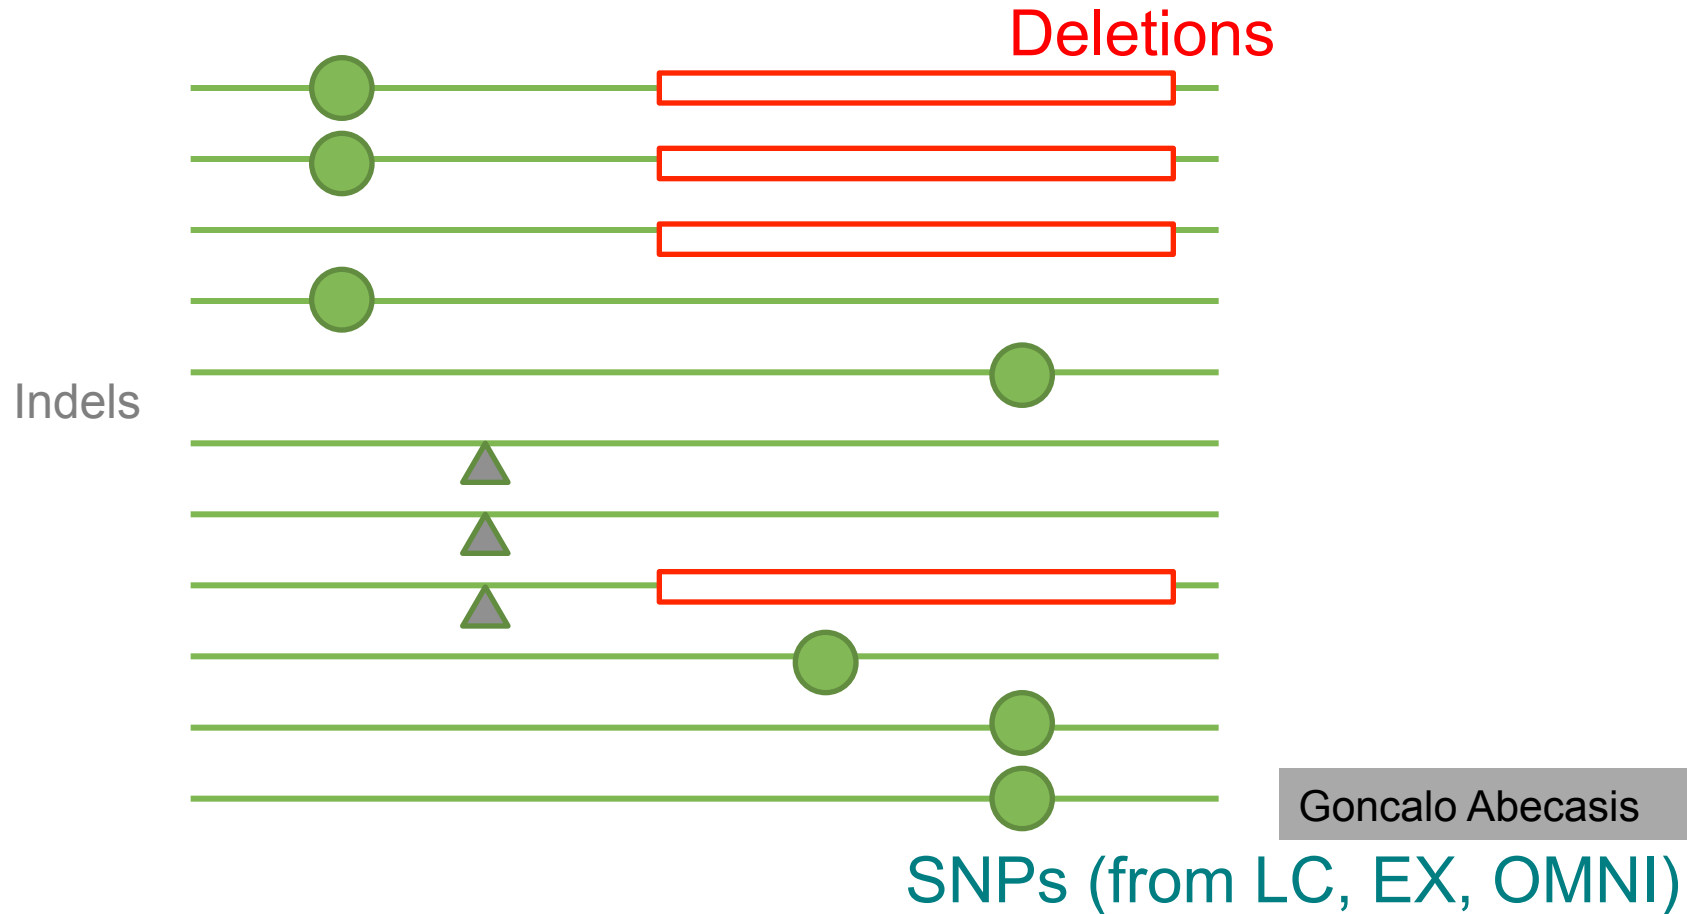 Deletions
Indels
Goncalo Abecasis
SNPs (from LC, EX, OMNI)